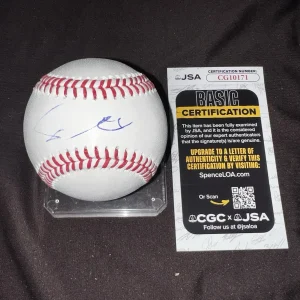 JSA
CERTIFICATION NUMBER:
CG10171
BASIC
CERTIFICATION
This item has been fully examined
by JSA, and it is the considered
opinion of our expert authenticators
that the signature(s) is/are genuine.
UPGRADE TO A LETTER OF
AUTHENTICITY & VERIFY THIS
CERTIFICATION BY VISITING:
SpenceLOA.com
Or Scan
CGC x JSA
Follow us at @jsaloa